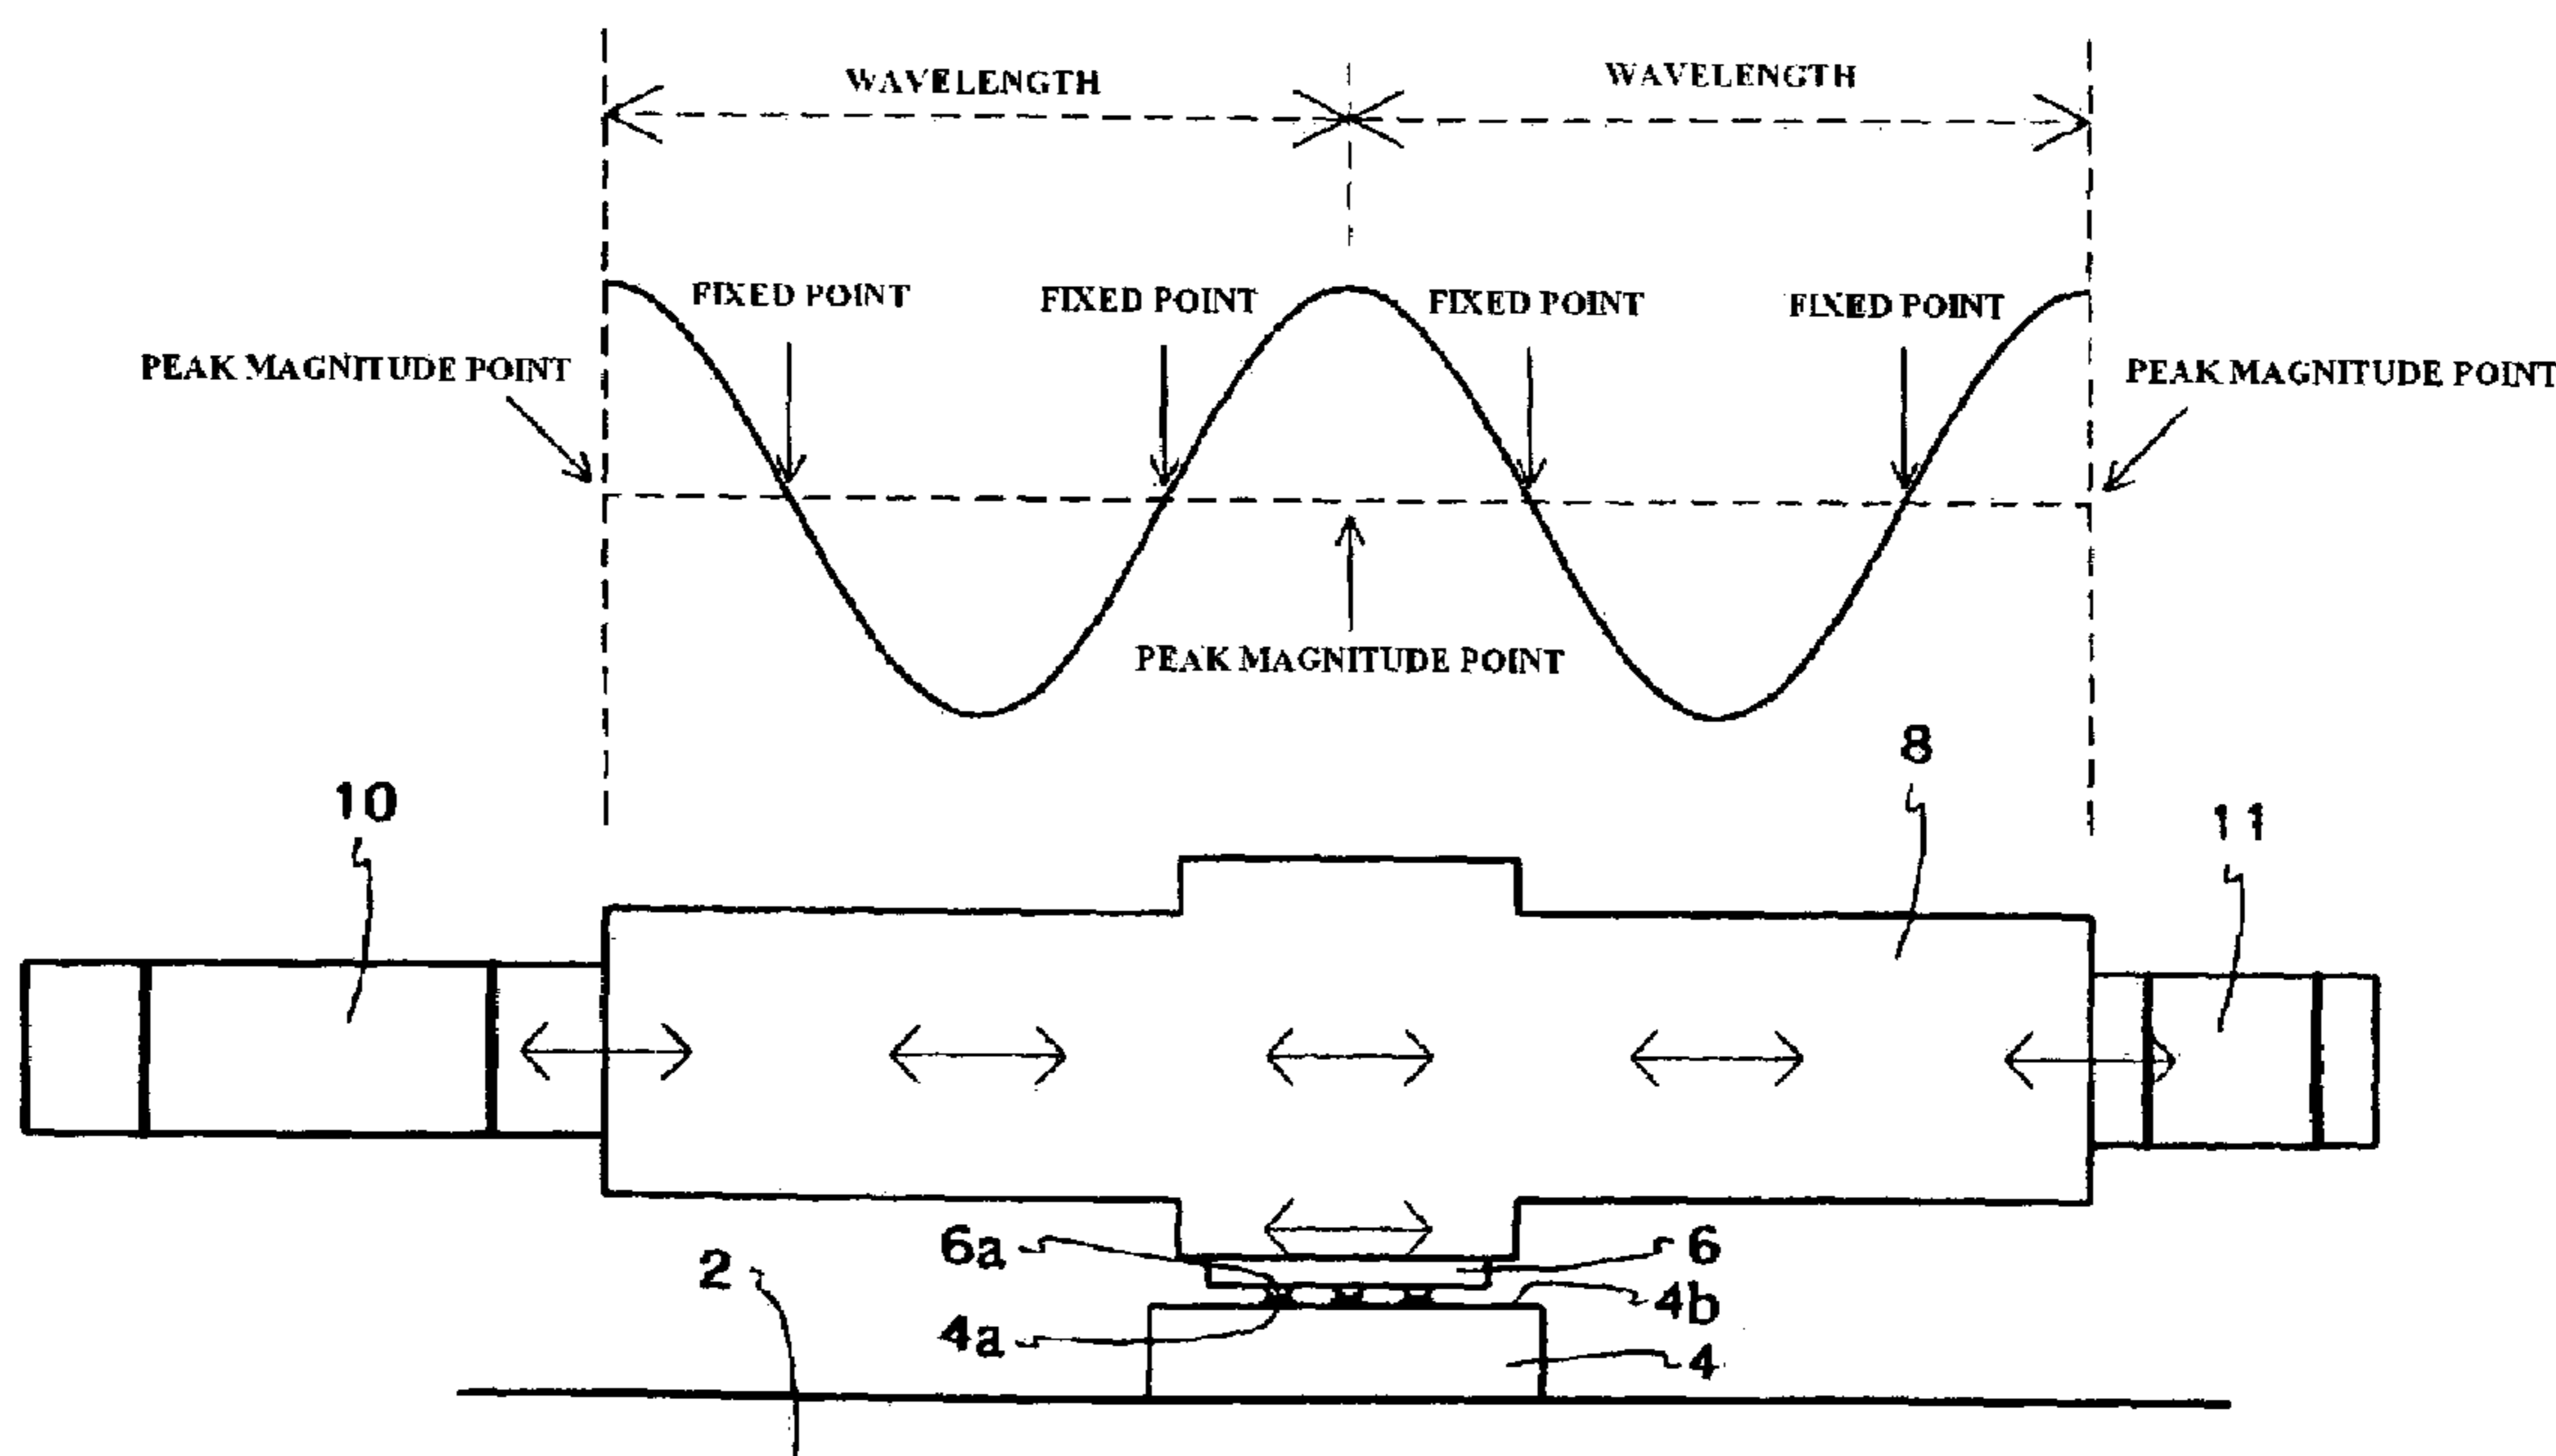 WAVELENGTH
WAVELENGTH
FIXED POINT
FIXED POINT
FIXED POINT
FIXED POINT
PEAK MAGNITUDE POINT
PEAK MAGNITUDE POINT
PEAK MAGNITUDE POINT
8
10
11
6a
6
2
4b
4a
4